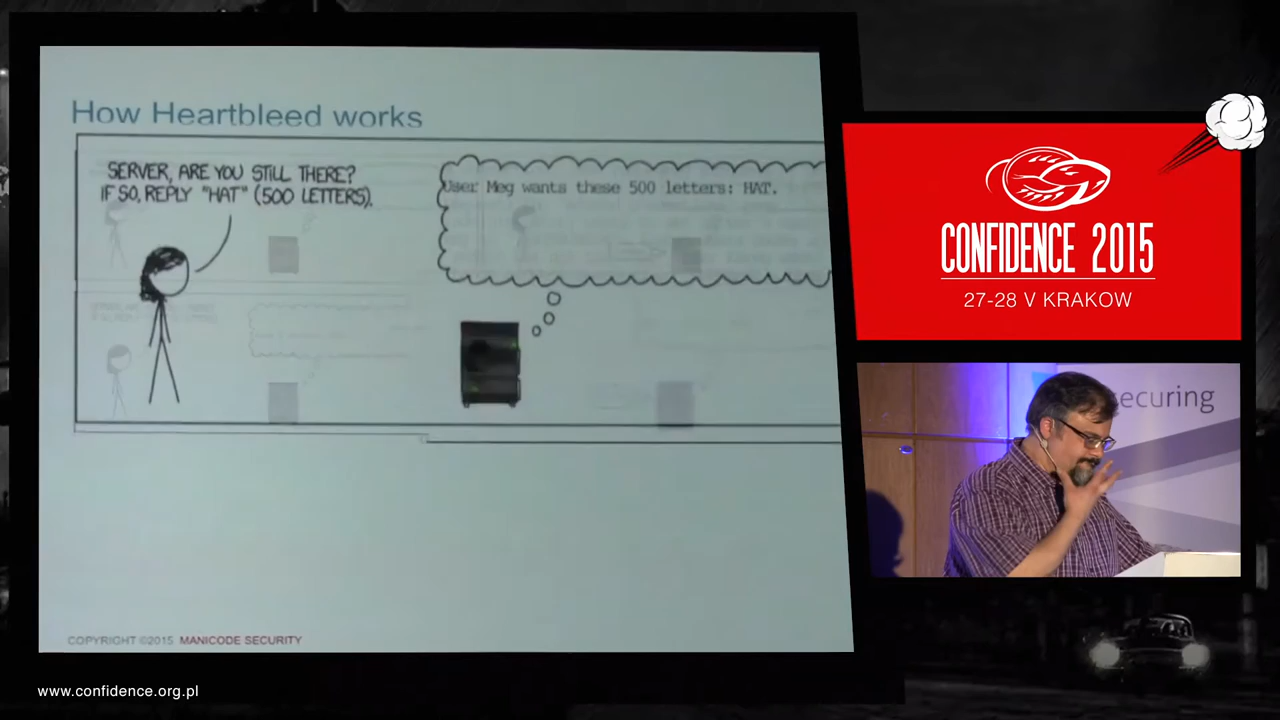 How Heartbleed works
SERVER, ARE YOU STILL THERE?
IF SO, REPLY "HAT" (500 LETTERS).
User Meg wants these 500 letters: HAT.
COPYRIGHT ©2015 MANICODE SECURITY
CONFIDENCE 2015
27-28 V KRAKOW
securing
www.confidence.org.pl